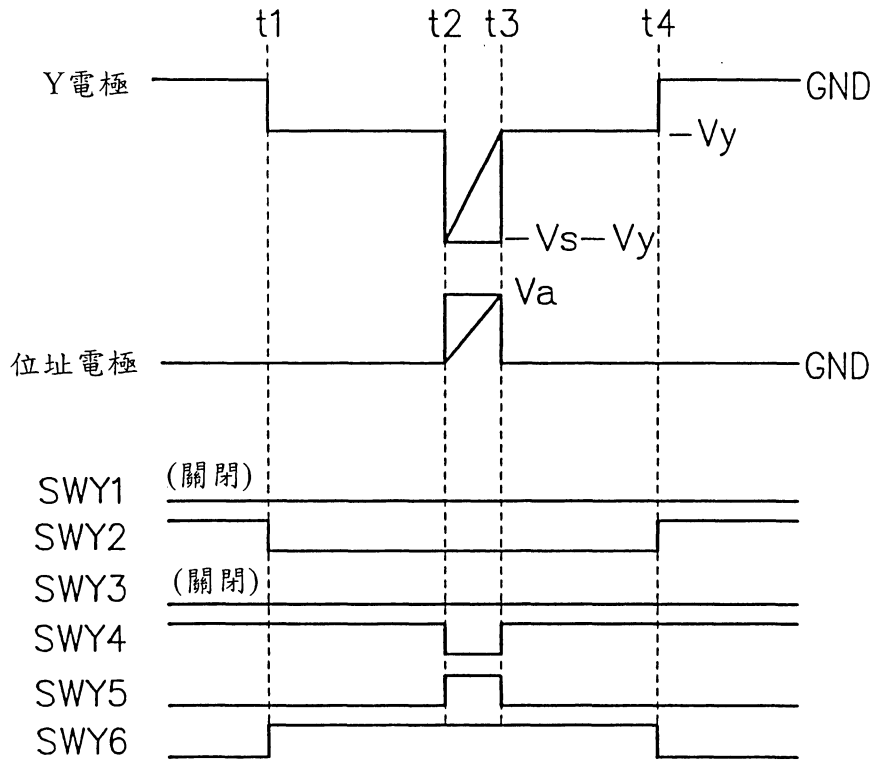 t1 t2 t3 t4
Y電極 GND
-Vy
-Vs-Vy
Va
位址電極 GND
SWY1 (關閉)
SWY2
SWY3 (關閉)
SWY4
SWY5
SWY6